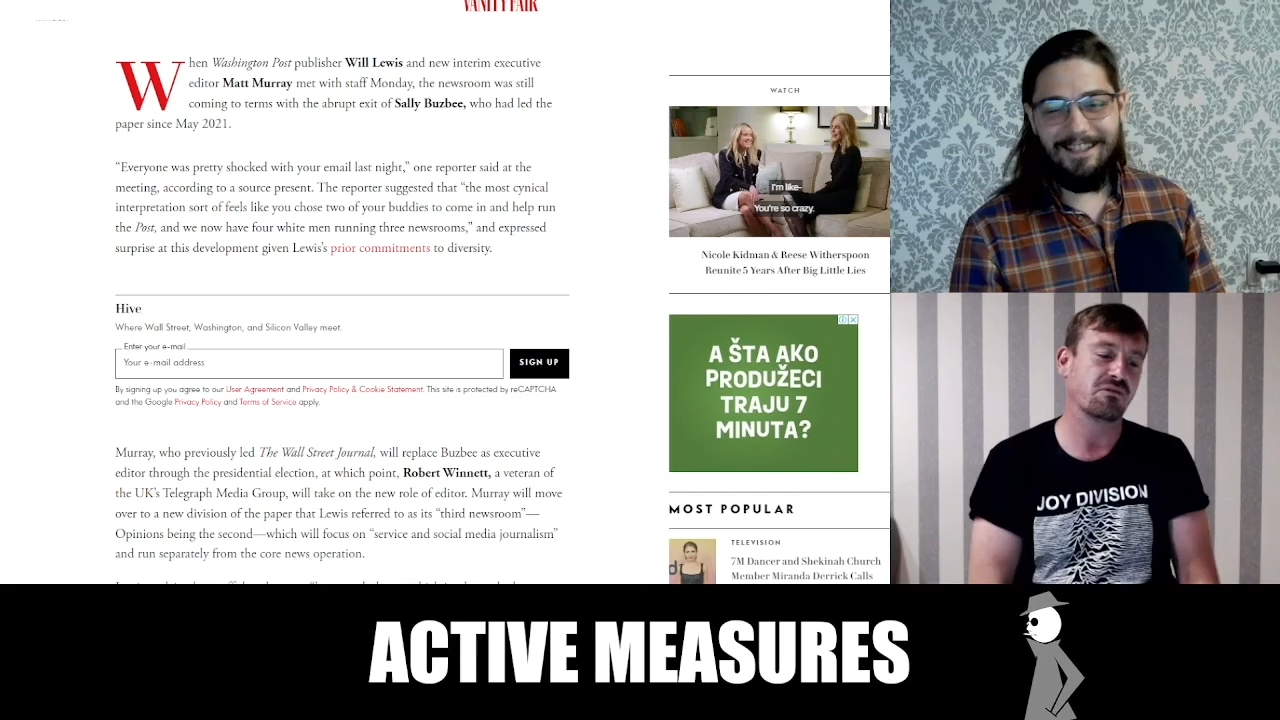 VANITY FAIR
When Washington Post publisher Will Lewis and new interim executive
editor Matt Murray met with staff Monday, the newsroom was still
coming to terms with the abrupt exit of Sally Buzbee, who had led the
paper since May 2021.
“Everyone was pretty shocked with your email last night,” one reporter said at the
meeting, according to a source present. The reporter suggested that “the most cynical
interpretation sort of feels like you chose two of your buddies to come in and help run
the Post, and we now have four white men running three newsrooms,” and expressed
surprise at this development given Lewis’s prior commitments to diversity.
Hive
Where Wall Street, Washington, and Silicon Valley meet.
Enter your e-mail
Your e-mail address
SIGN UP
By signing up you agree to our User Agreement and Privacy Policy & Cookie Statement. This site is protected by reCAPTCHA
and the Google Privacy Policy and Terms of Service apply.
Murray, who previously led The Wall Street Journal, will replace Buzbee as executive
editor through the presidential election, at which point, Robert Winnett, a veteran of
the UK’s Telegraph Media Group, will take on the new role of editor. Murray will move
over to a new division of the paper that Lewis referred to as its “third newsroom”—
Opinions being the second—which will focus on “service and social media journalism”
and run separately from the core news operation.
WATCH
I'm like-
You're so crazy.
Nicole Kidman & Reese Witherspoon
Reunite 5 Years After Big Little Lies
A ŠTA AKO
PRODUŽECI
TRAJU 7
MINUTA?
MOST POPULAR
TELEVISION
7M Dancer and Shekinah Church
Member Miranda Derrick Calls
JOY DIVISION
ACTIVE MEASURES